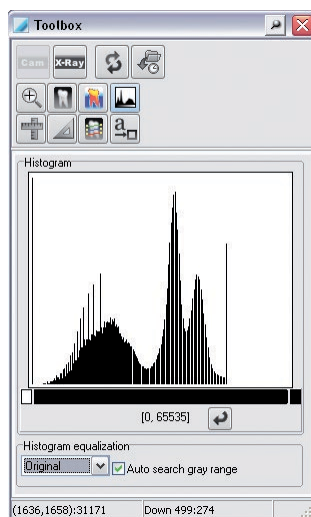 Toolbox
Cam X-Ray
a
Histogram
[0, 65535]
Histogram equalization
Original Auto search gray range
(1636,1658):31171 Down 499:274